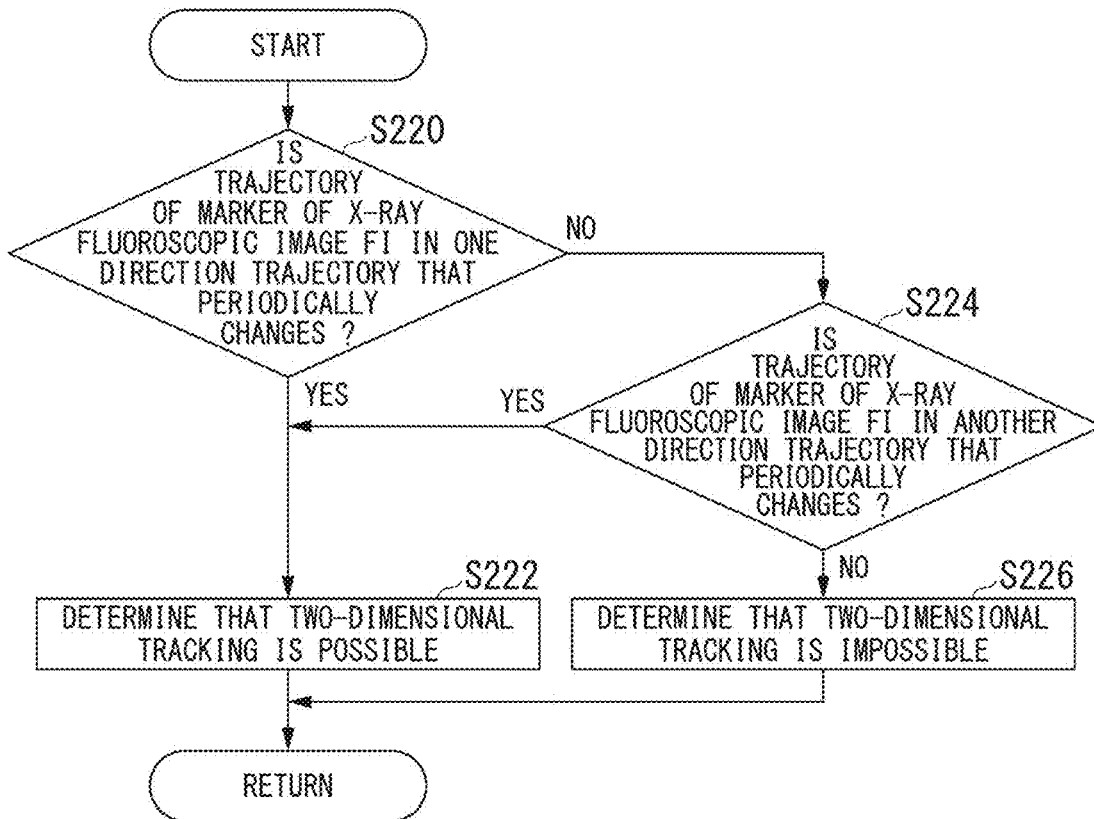 START
S220
IS
TRAJECTORY
OF MARKER OF X-RAY
FLUOROSCOPIC IMAGE FI IN ONE
DIRECTION TRAJECTORY THAT
PERIODICALLY
CHANGES ?
NO
YES
S224
IS
TRAJECTORY
OF MARKER OF X-RAY
FLUOROSCOPIC IMAGE FI IN ANOTHER
DIRECTION TRAJECTORY THAT
PERIODICALLY
CHANGES ?
YES
NO
S222
DETERMINE THAT TWO-DIMENSIONAL
TRACKING IS POSSIBLE
S226
DETERMINE THAT TWO-DIMENSIONAL
TRACKING IS IMPOSSIBLE
RETURN